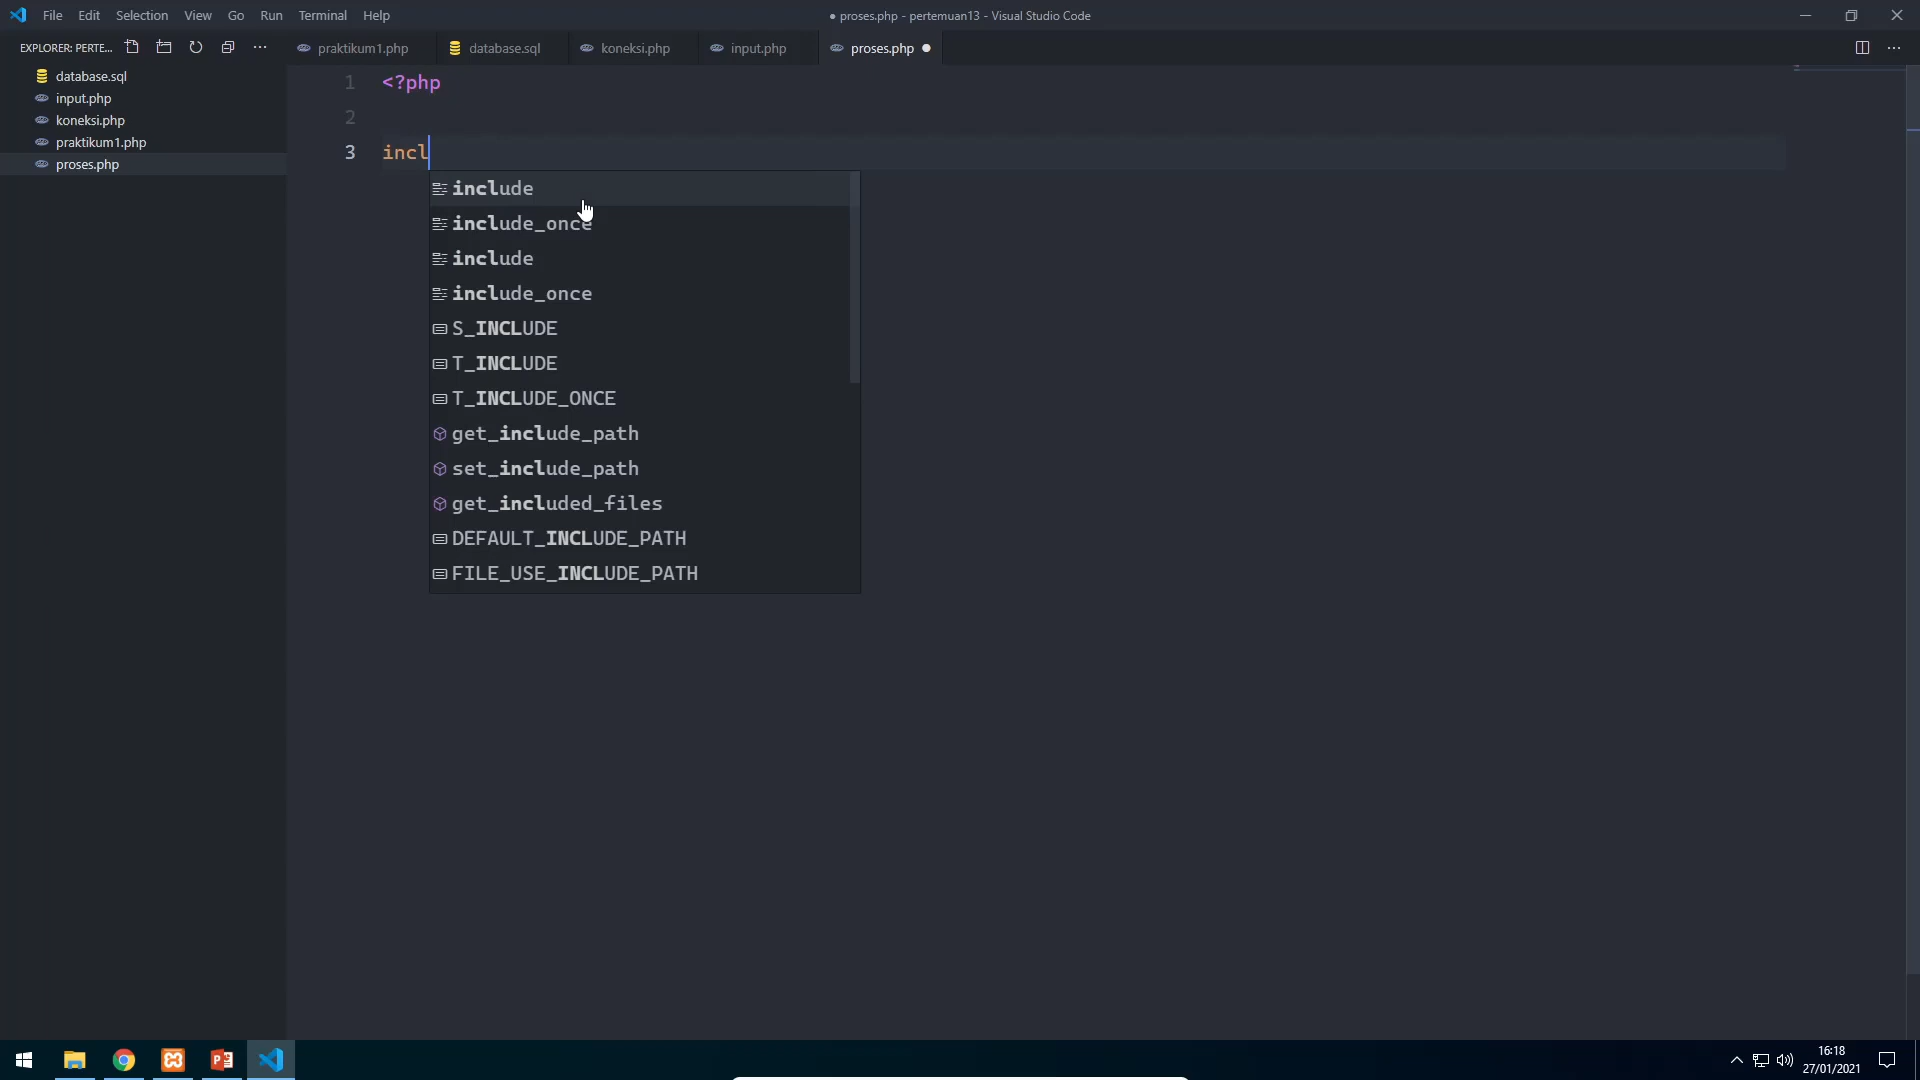 File Edit Selection View Go Run Terminal Help
● proses.php - pertemuan13 - Visual Studio Code
EXPLORER: PERTE...
praktikum1.php
database.sql
koneksi.php
input.php
proses.php
database.sql
input.php
koneksi.php
praktikum1.php
proses.php
1 <?php
2
3 incl
include
include_once
include
include_once
S_INCLUDE
T_INCLUDE
T_INCLUDE_ONCE
get_include_path
set_include_path
get_included_files
DEFAULT_INCLUDE_PATH
FILE_USE_INCLUDE_PATH
16:18
27/01/2021